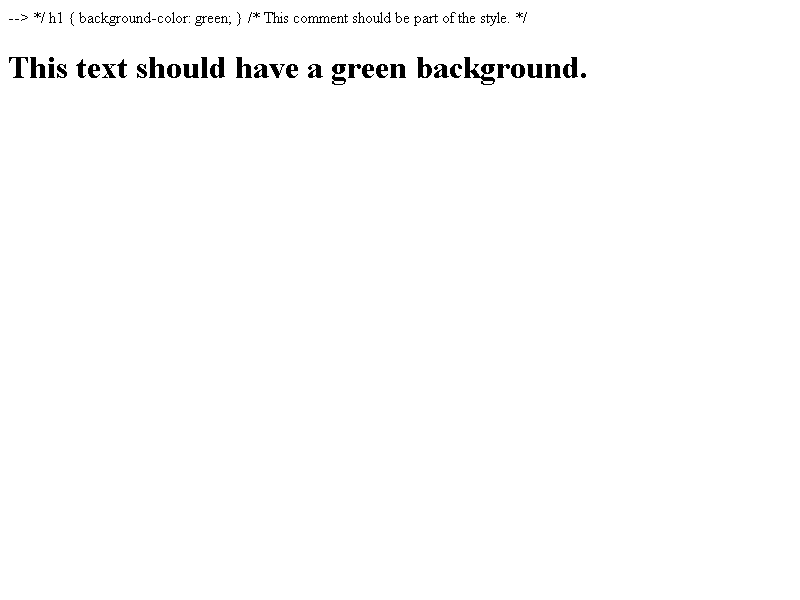 --> */ h1 { background-color: green; } /* This comment should be part of the style. */
This text should have a green background.